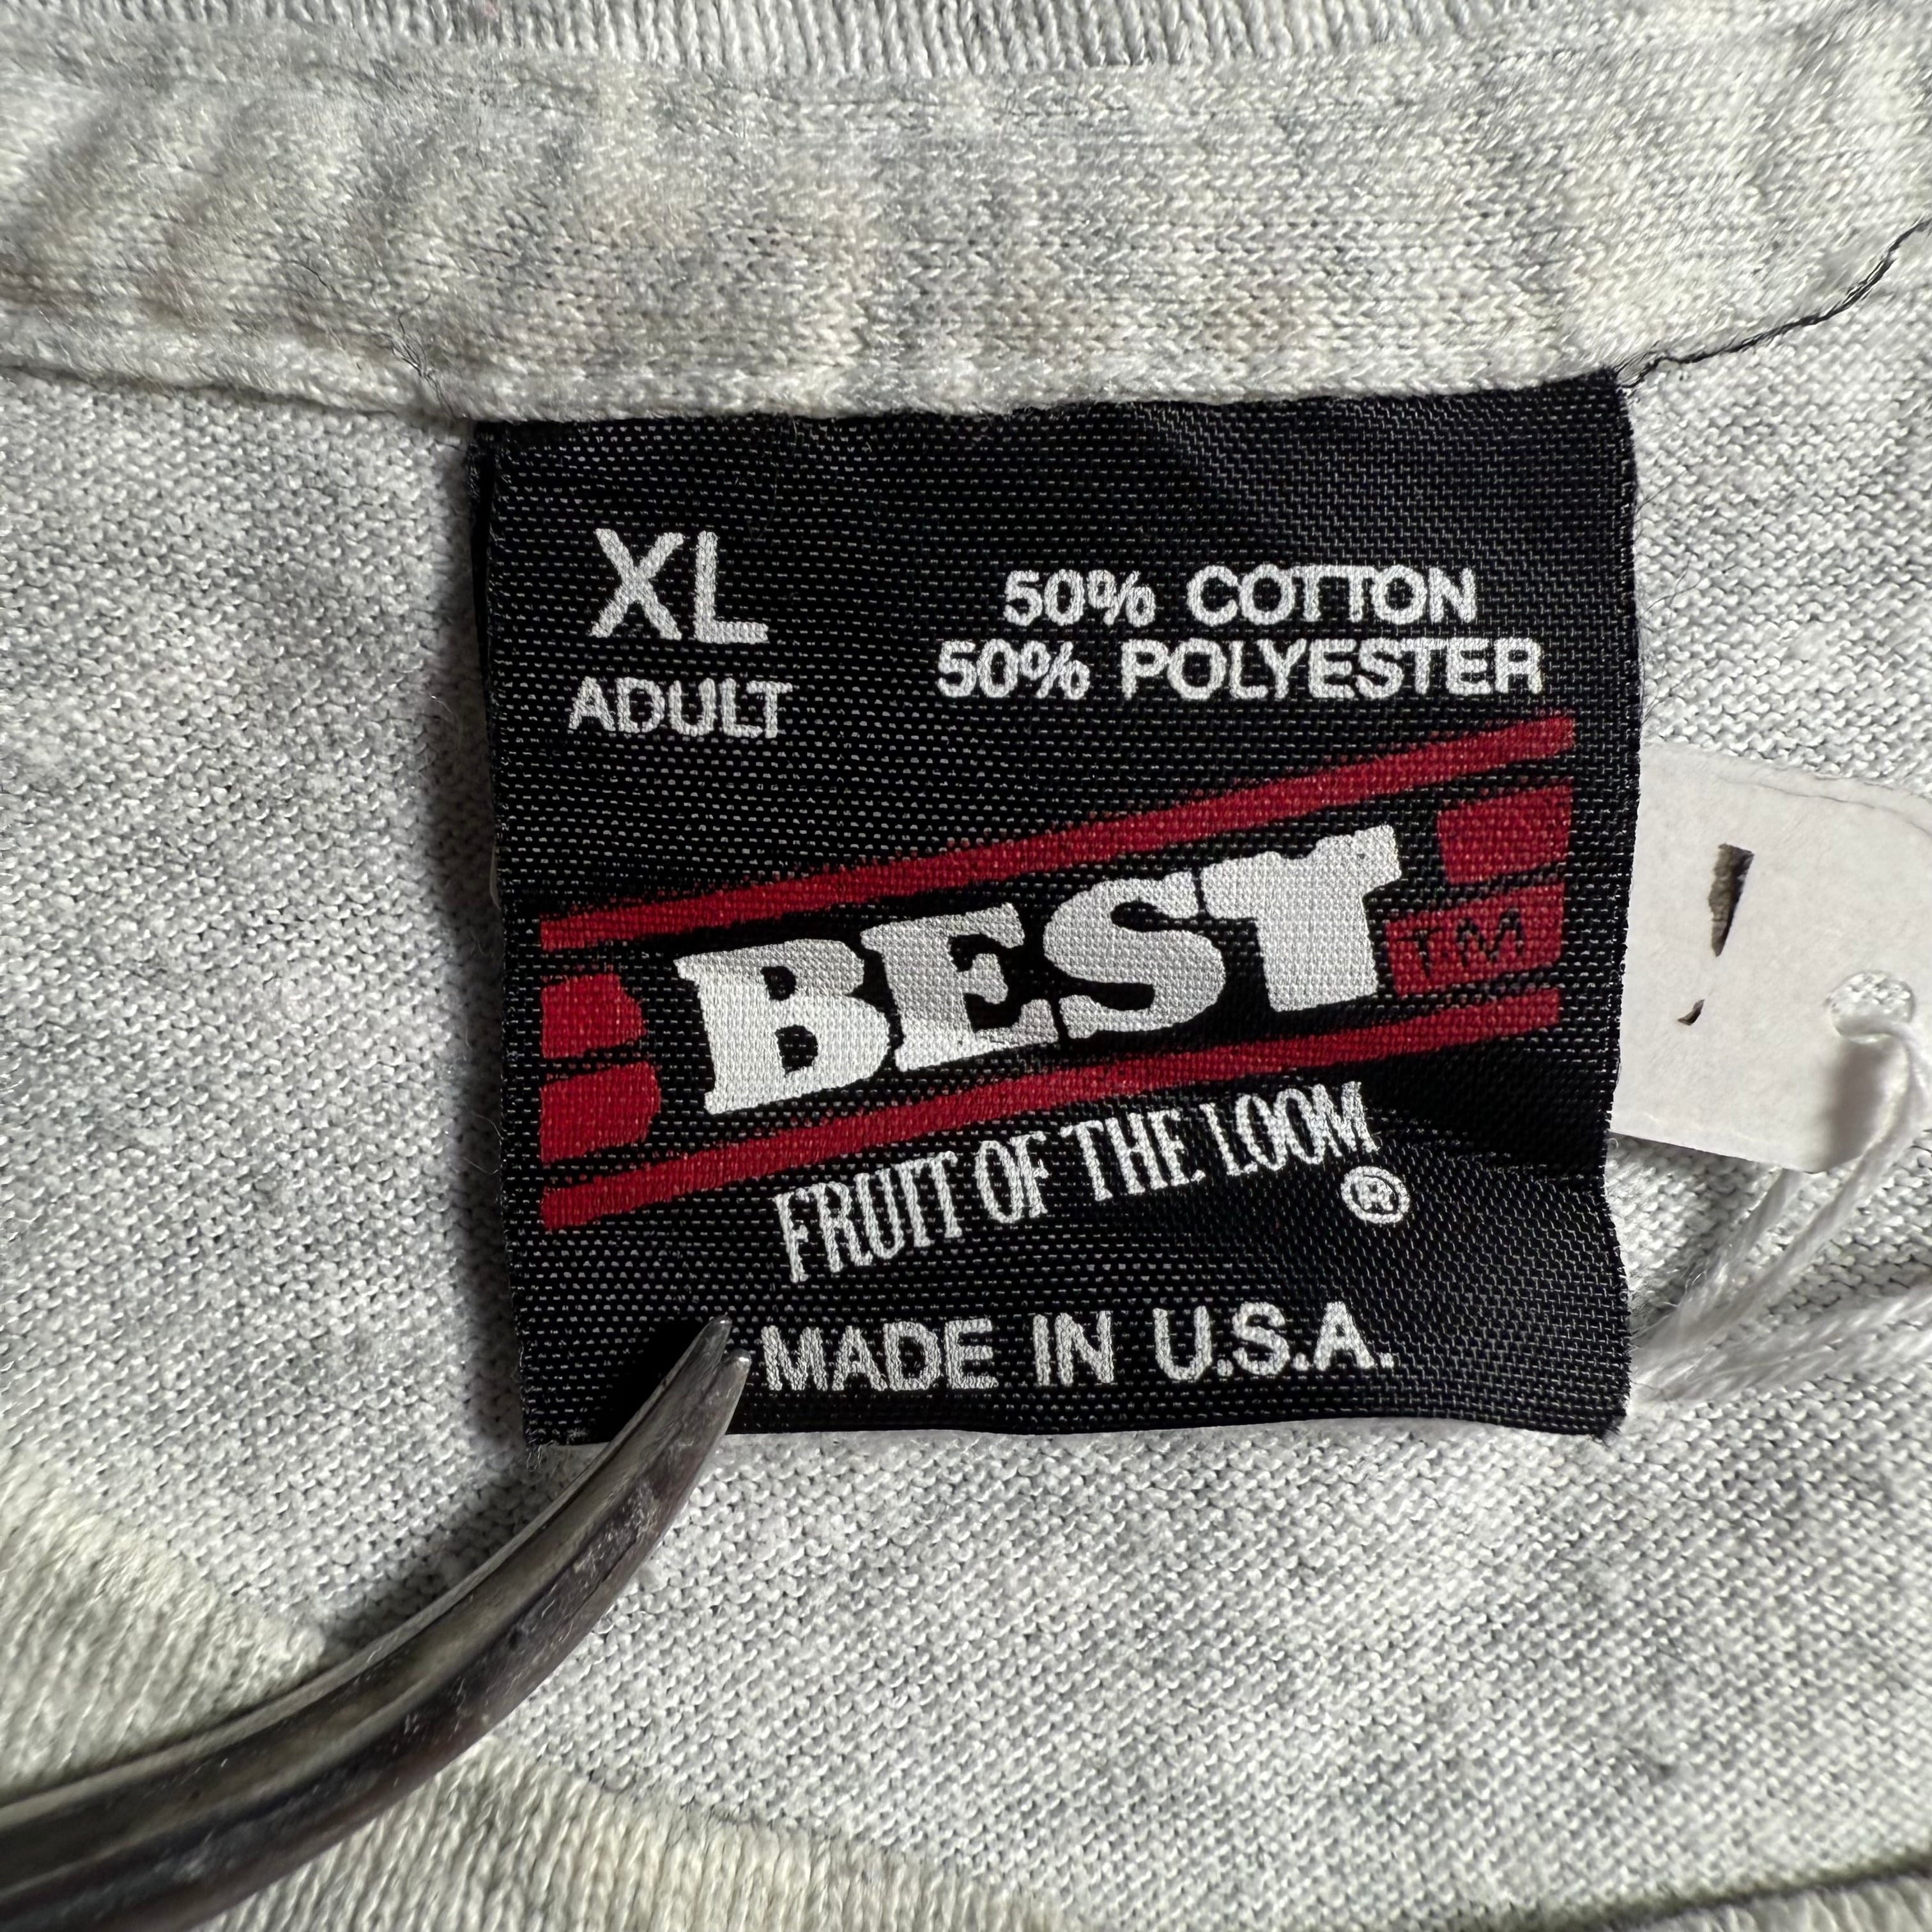 XL
ADULT
50% COTTON
50% POLYESTER
BEST TM
FRUIT OF THE LOOM ®
MADE IN U.S.A.